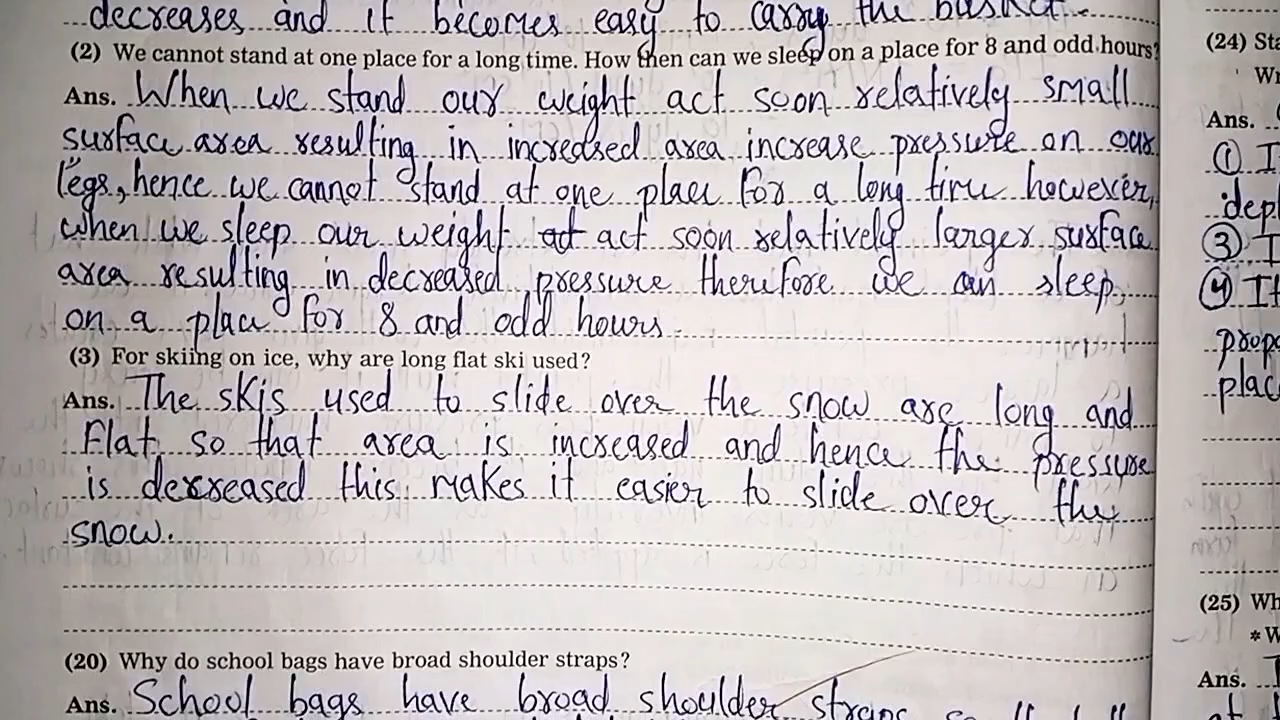 decreases and it becomes easy to carry the basket.
(2) We cannot stand at one place for a long time. How then can we sleep on a place for 8 and odd hours?
Ans. When we stand our weight act soon relatively small
surface area resulting in increased area increase pressure on our
legs, hence we cannot stand at one place for a long time however,
when we sleep our weight act act soon relatively larger surface
area resulting in decreased pressure therefore we can sleep
on a place for 8 and odd hours.
(3) For skiing on ice, why are long flat ski used?
Ans. The skis used to slide over the snow are long and
Flat so that area is increased and hence the pressure
is decreased this makes it easier to slide over the
snow.
(20) Why do school bags have broad shoulder straps?
Ans. School bags have broad shoulder straps so
(24)
Ans.
① I
③ I
④ It
(25) Wh
* W
Ans.